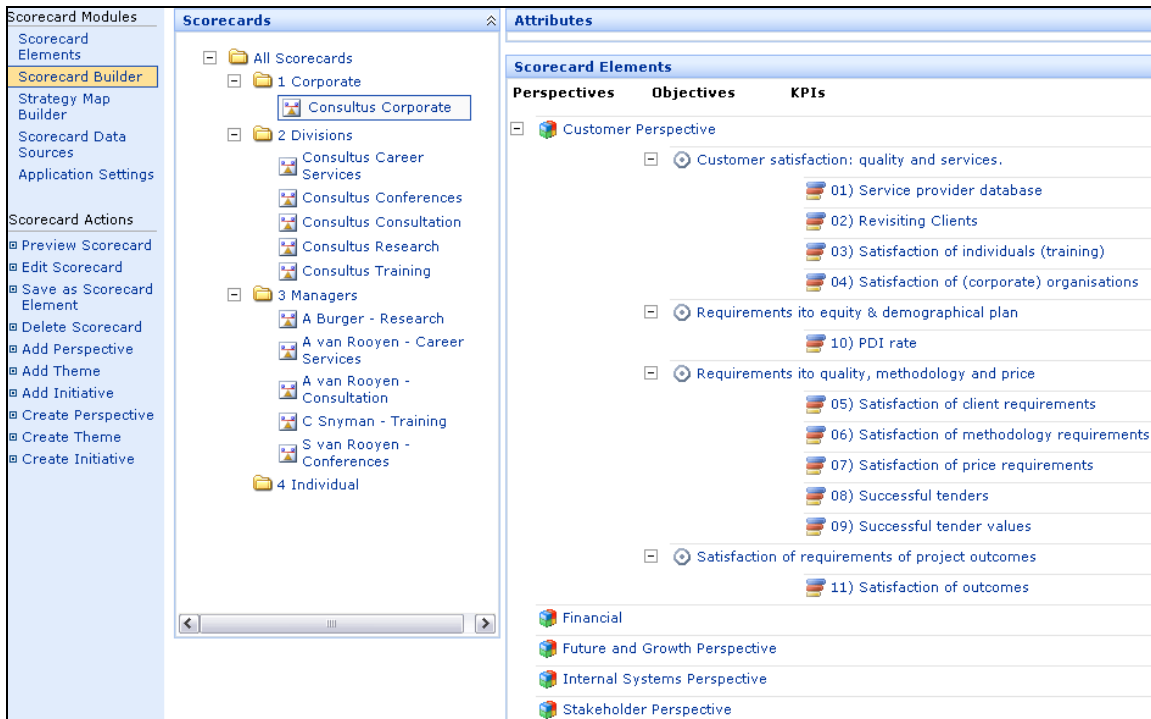 Scorecard Modules
Scorecard
Elements
Scorecard Builder
Strategy Map
Builder
Scorecard Data
Sources
Application Settings
Scorecard Actions
Preview Scorecard
Edit Scorecard
Save as Scorecard
Element
Delete Scorecard
Add Perspective
Add Theme
Add Initiative
Create Perspective
Create Theme
Create Initiative
Scorecards
All Scorecards
1 Corporate
Consultus Corporate
2 Divisions
Consultus Career
Services
Consultus Conferences
Consultus Consultation
Consultus Research
Consultus Training
3 Managers
A Burger - Research
A van Rooyen - Career
Services
A van Rooyen -
Consultation
C Snyman - Training
S van Rooyen -
Conferences
4 Individual
Attributes
Scorecard Elements
Perspectives Objectives KPIs
Customer Perspective
Customer satisfaction: quality and services.
01) Service provider database
02) Revisiting Clients
03) Satisfaction of individuals (training)
04) Satisfaction of (corporate) organisations
Requirements ito equity & demographical plan
10) PDI rate
Requirements ito quality, methodology and price
05) Satisfaction of client requirements
06) Satisfaction of methodology requirements
07) Satisfaction of price requirements
08) Successful tenders
09) Successful tender values
Satisfaction of requirements of project outcomes
11) Satisfaction of outcomes
Financial
Future and Growth Perspective
Internal Systems Perspective
Stakeholder Perspective